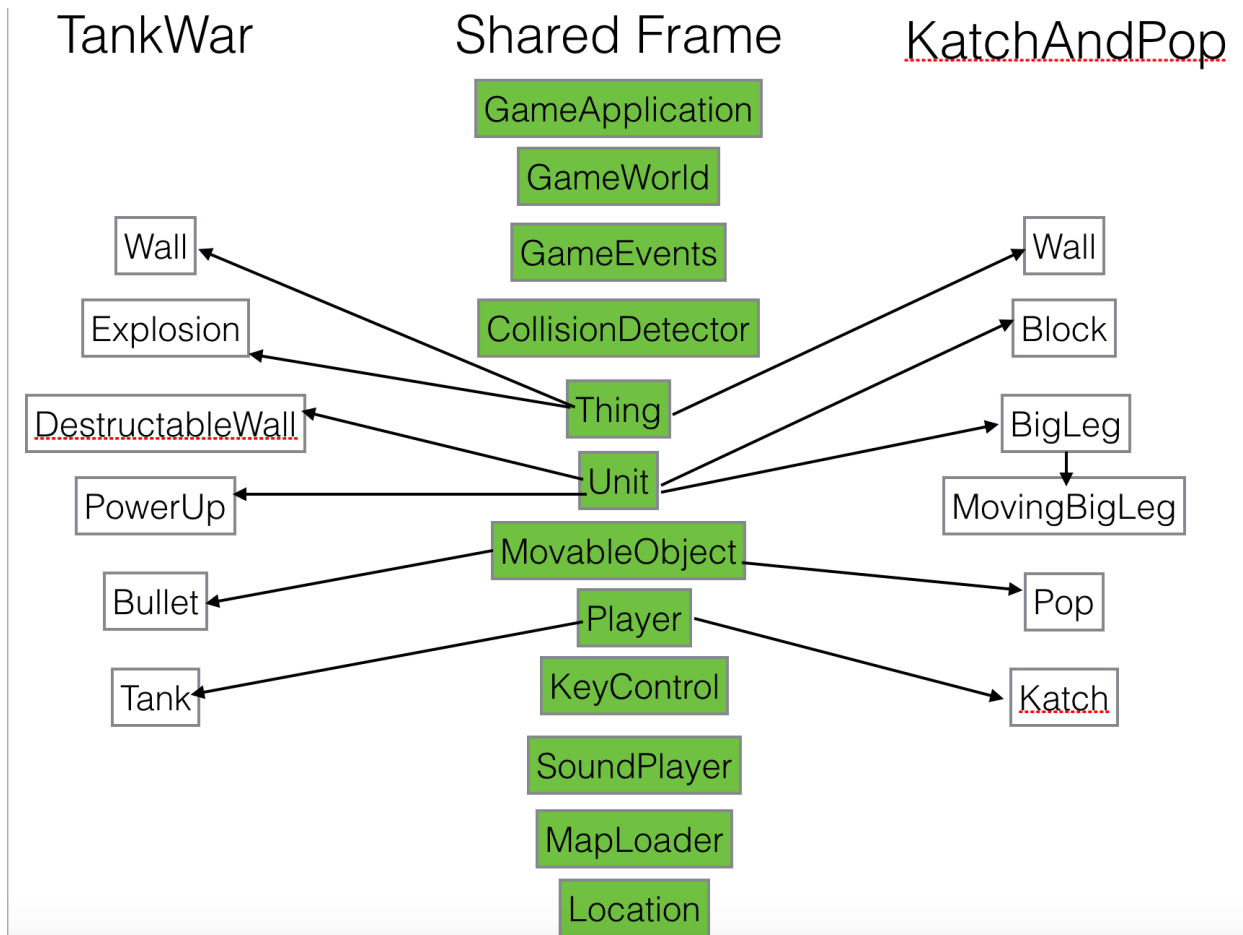 TankWar
Shared Frame
KatchAndPop
GameApplication
GameWorld
GameEvents
CollisionDetector
Thing
Unit
MovableObject
Player
KeyControl
SoundPlayer
MapLoader
Location
Wall
Explosion
DestructableWall
PowerUp
Bullet
Tank
Wall
Block
BigLeg
MovingBigLeg
Pop
Katch